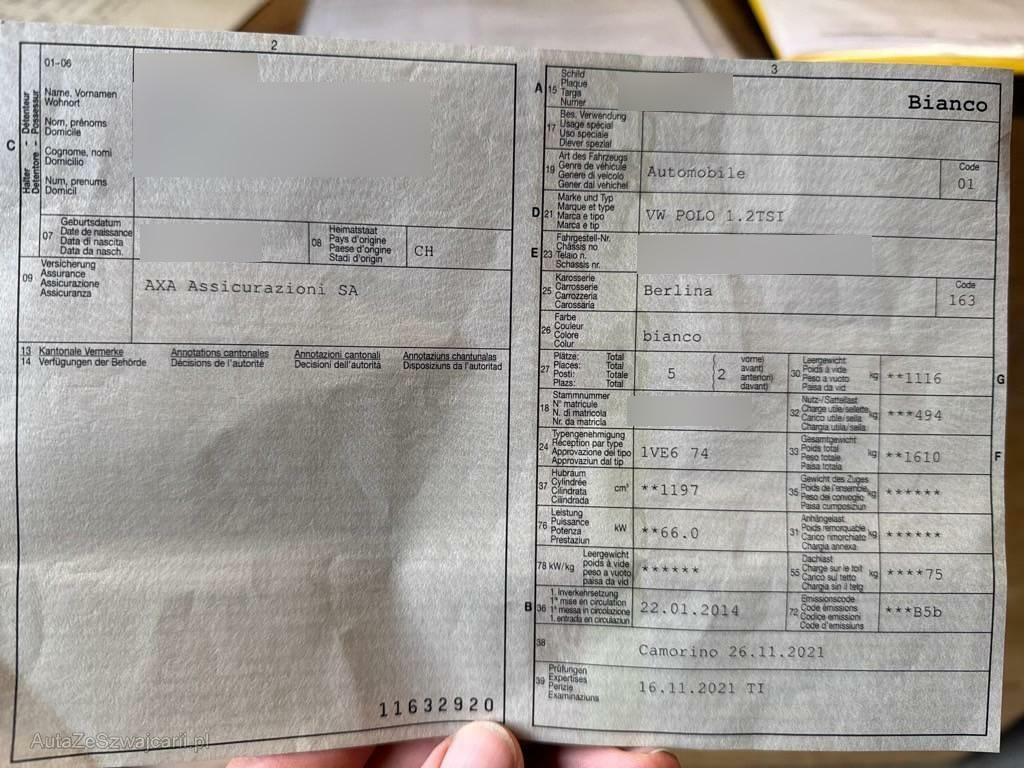 2
01-06
Halter - Détenteur
Detentore - Possessur
C
Name, Vornamen
Wohnort
Nom, prénoms
Domicile
Cognome, nomi
Domicilio
Num, prenums
Domicil
07
Geburtsdatum
Date de naissance
Data di nascita
Data da nasch.
08
Heimatstaat
Pays d'origine
Paese d'origine
Stadi d'origin
CH
09
Versicherung
Assurance
Assicurazione
Assicuranza
AXA Assicurazioni SA
13 Kantonale Vermerke Annotations cantonales Annotazioni cantonali Annotaziuns chantunalas
14 Verfügungen der Behörde Décisions de l'autorité Decisioni dell'autorità Disposiziuns da l'autoritad
11632920
AutaZeSzwajcarii.pl
3
A 15
Schild
Plaque
Targa
Numer
Bianco
17
Bes. Verwendung
Usage spécial
Uso speciale
Diever spezial
19
Art des Fahrzeugs
Genre de véhicule
Genere di veicolo
Gener dal vehichel
Automobile
Code
01
D 21
Marke und Typ
Marque et type
Marca e tipo
Marca e tip
VW POLO 1.2TSI
E 23
Fahrgestell-Nr.
Châssis no
Telaio n.
Schassis nr.
25
Karosserie
Carrosserie
Carrozzeria
Carossaria
Berlina
Code
163
26
Farbe
Couleur
Colore
Colur
bianco
27
Plätze: Total
Places: Total
Posti: Totale
Plazs: Total
5
2
vorne)
avant)
anteriori)
davant)
30
Leergewicht
Poids à vide
Peso a vuoto
Paisa da vid
kg
**1116
G
18
Stammnummer
N° matricule
N. di matricola
Nr. da matricla
32
Nutz-/Sattellast
Charge utile/sellette
Carico utile/sella
Chargia utila/sella
kg
***494
24
Typengenehmigung
Réception par type
Approvazione del tipo
Approvaziun dal tip
1VE6 74
33
Gesamtgewicht
Poids total
Peso totale
Paisa totala
kg
**1610
F
37
Hubraum
Cylindrée
Cilindrata
Cilindrada
cm³
**1197
35
Gewicht des Zuges
Poids de l'ensemble
Peso del convoglio
Paisa cumposiziun
kg
******
76
Leistung
Puissance
Potenza
Prestaziun
kW
**66.0
31
Anhängelast
Poids remorquable
Carico rimorchiato
Chargia annexa
kg
******
78 kW/kg
Leergewicht
poids à vide
peso a vuoto
paisa da vid
******
55
Dachlast
Charge sur le toit
Carico sul tetto
Chargia sin il tetg
kg
****75
B 36
1. Inverkehrsetzung
1re mise en circulation
1a messa in circolazione
1. entrada en circulaziun
22.01.2014
72
Emissionscode
Code émissions
Codice emissioni
Code d'emissiuns
***B5b
38
Camorino 26.11.2021
39
Prüfungen
Expertises
Perizie
Examinaziuns
16.11.2021 TI